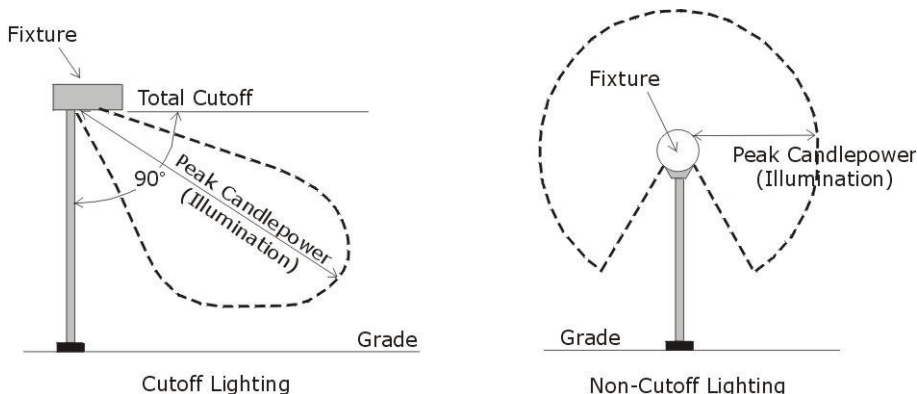 Fixture
Total Cutoff
90°
Peak Candlepower
(Illumination)
Grade
Cutoff Lighting
Fixture
Peak Candlepower
(Illumination)
Grade
Non-Cutoff Lighting